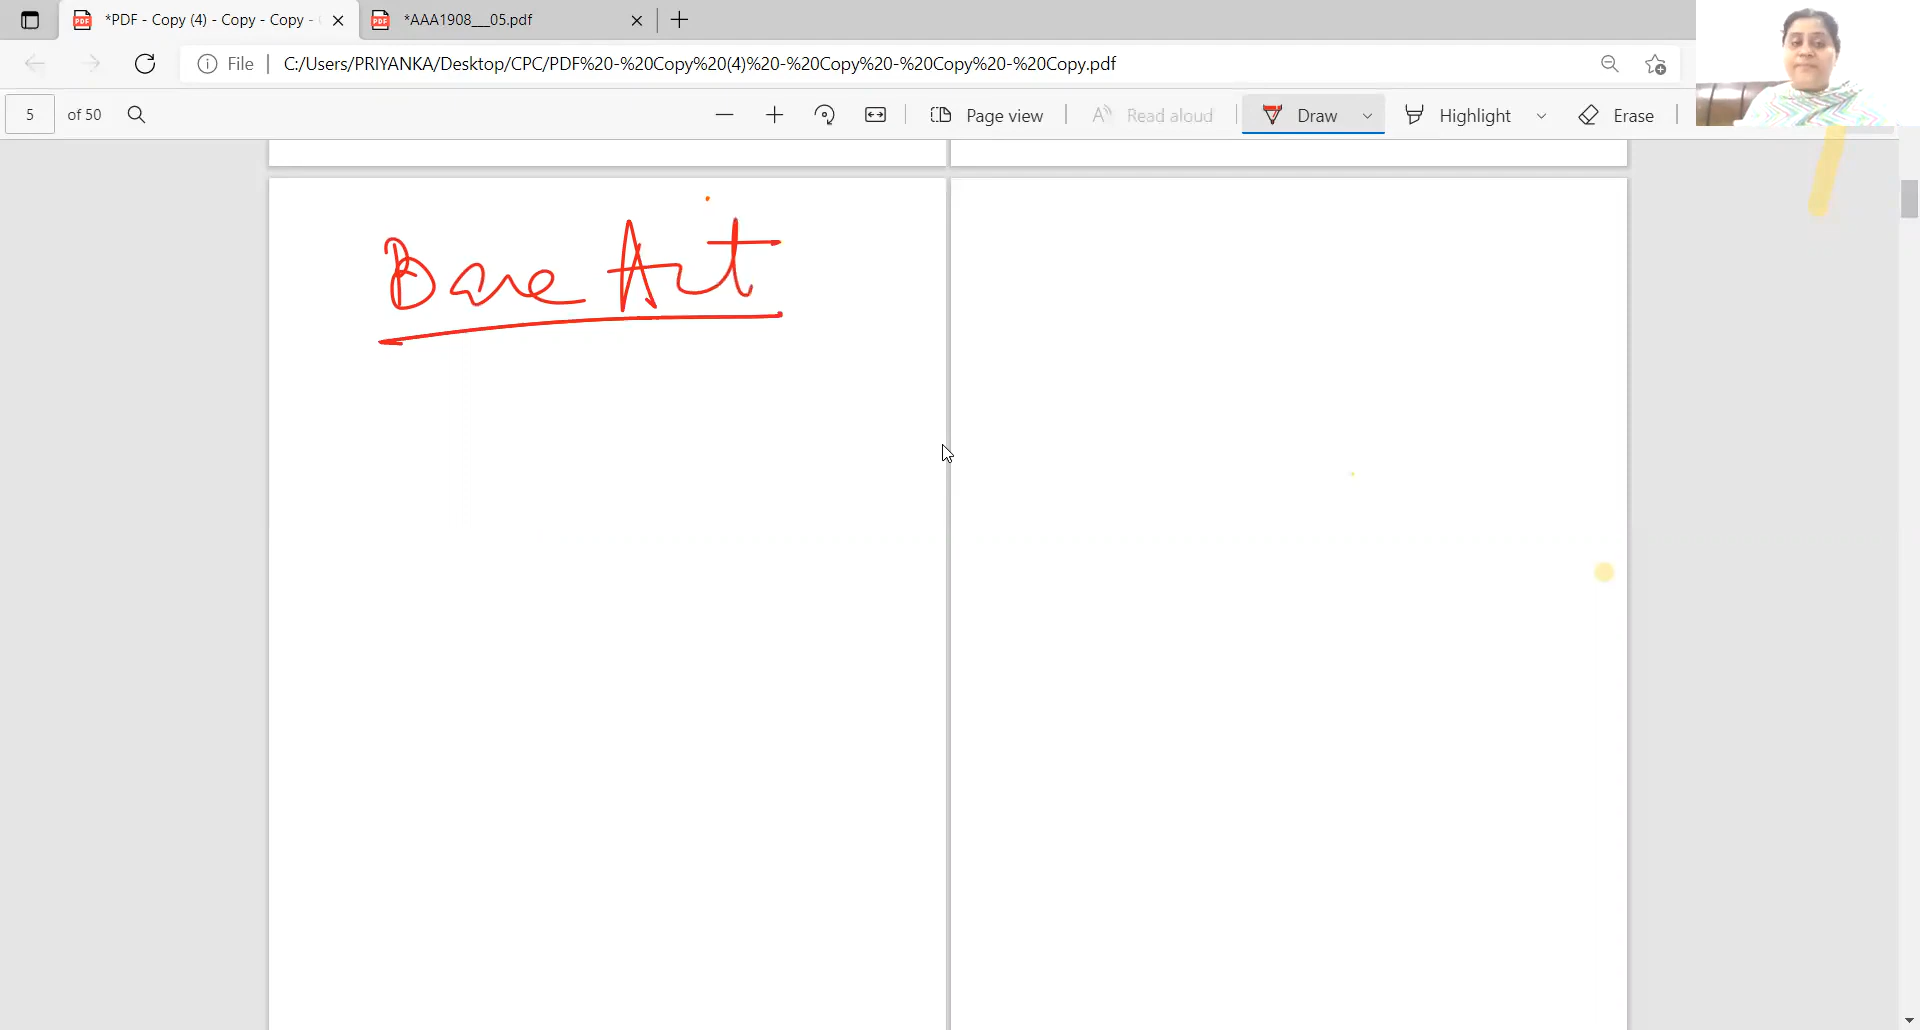 *PDF - Copy (4) - Copy - Copy -
*AAA1908___05.pdf
File
C:/Users/PRIYANKA/Desktop/CPC/PDF%20-%20Copy%20(4)%20-%20Copy%20-%20Copy%20-%20Copy.pdf
5 of 50
Page view
Read aloud
Draw
Highlight
Erase
Bare Act